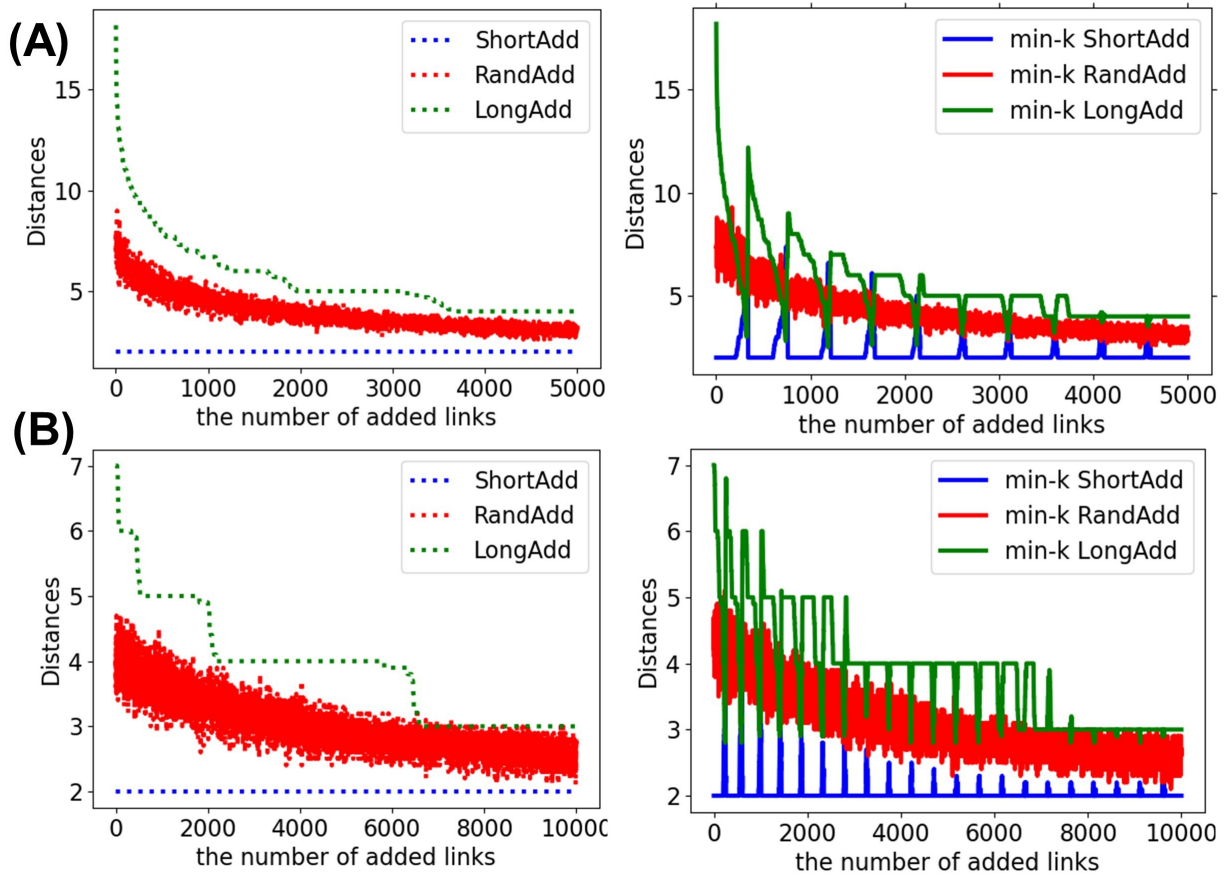 (A)
ShortAdd
RandAdd
LongAdd
15
10
5
Distances
0 1000 2000 3000 4000 5000
the number of added links
min-k ShortAdd
min-k RandAdd
min-k LongAdd
15
10
5
Distances
0 1000 2000 3000 4000 5000
the number of added links
(B)
ShortAdd
RandAdd
LongAdd
7
6
5
4
3
2
Distances
0 2000 4000 6000 8000 1000
the number of added links
min-k ShortAdd
min-k RandAdd
min-k LongAdd
7
6
5
4
3
2
Distances
0 2000 4000 6000 8000 10000
the number of added links